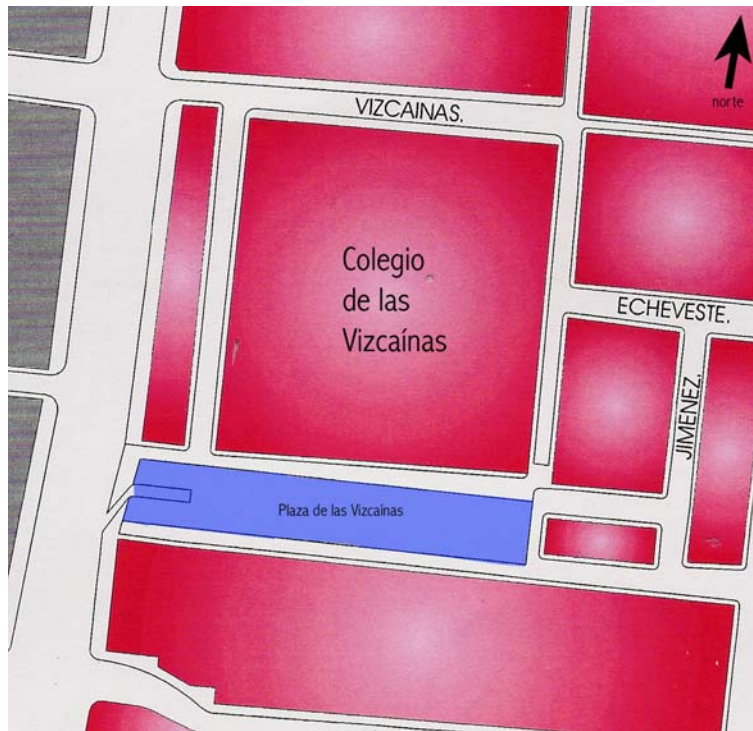 norte
VIZCAINAS.
Colegio
de las
Vizcaínas
ECHEVESTE.
JIMENEZ.
Plaza de las Vizcaínas